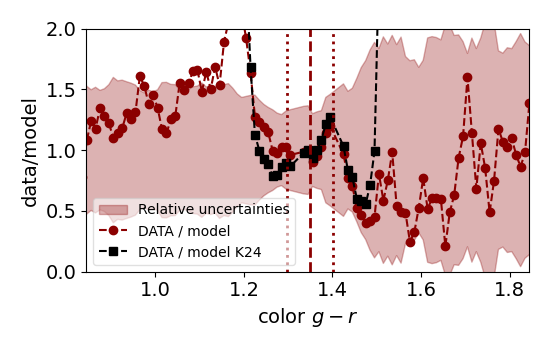 2.0
1.5
1.0
0.5
0.0
data/model
Relative uncertainties
DATA / model
DATA / model K24
1.0 1.2 1.4 1.6 1.8
color g − r